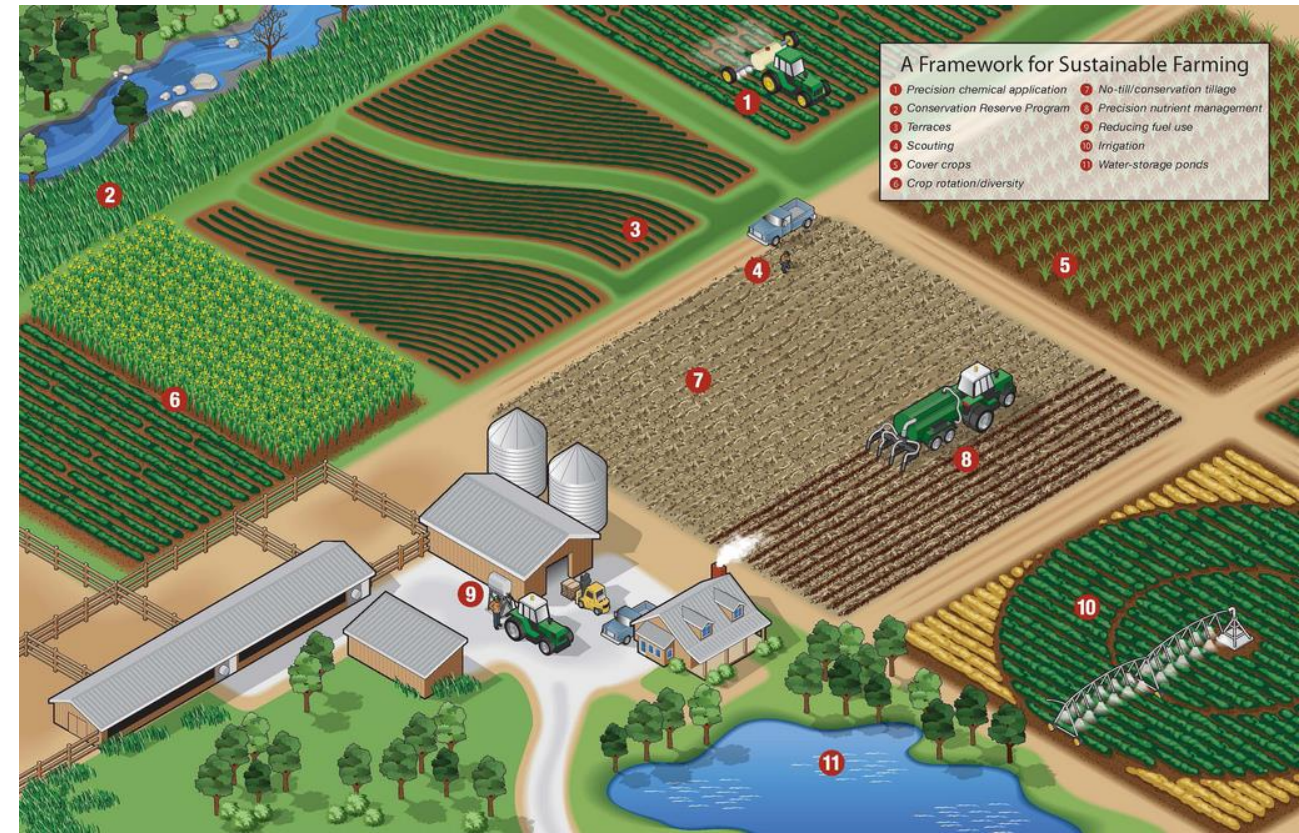 A Framework for Sustainable Farming
1 Precision chemical application
2 Conservation Reserve Program
3 Terraces
4 Scouting
5 Cover crops
6 Crop rotation/diversity
7 No-till/conservation tillage
8 Precision nutrient management
9 Reducing fuel use
10 Irrigation
11 Water-storage ponds
1
2
3
4
5
6
7
8
9
10
11